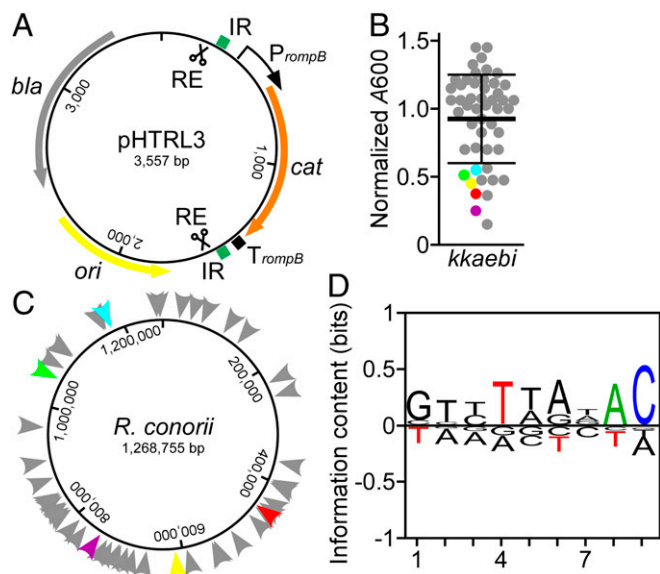 A
IR
P rompB
RE
bla
3,000
pHTRL3
3,557 bp
1,000
cat
RE
2,000
ori
IR
T rompB
B
Normalized A600
1.5
1.0
0.5
0
kkaebi
C
1,200,000
200,000
1,000,000
R. conorii
1,268,755 bp
400,000
800,000
600,000
D
Information content (bits)
1
0.5
0
-0.5
-1
1
4
7
GTTTTA AC